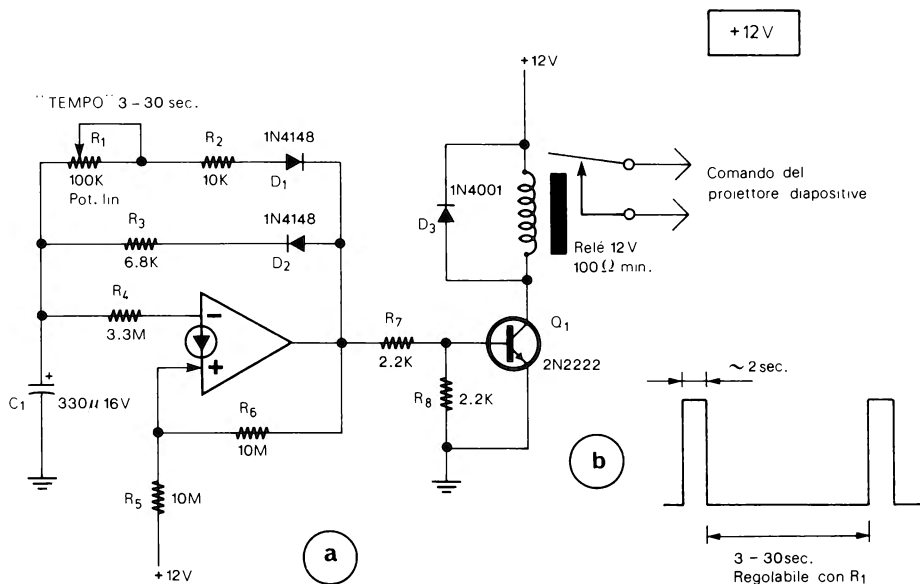 +12V
+12V
"TEMPO" 3-30 sec.
R1
100K
Pot. lin
R2
10K
1N4148
D1
1N4148
D2
R3
6.8K
R4
3.3M
-
+
C1
+
330µ 16V
R5
10M
+12V
R6
10M
R7
2.2K
R8
2.2K
1N4001
D3
Relé 12V
100Ω min.
Comando del
proiettore diapositive
Q1
2N2222
a
b
~ 2 sec.
3 - 30 sec.
Regolabile con R1